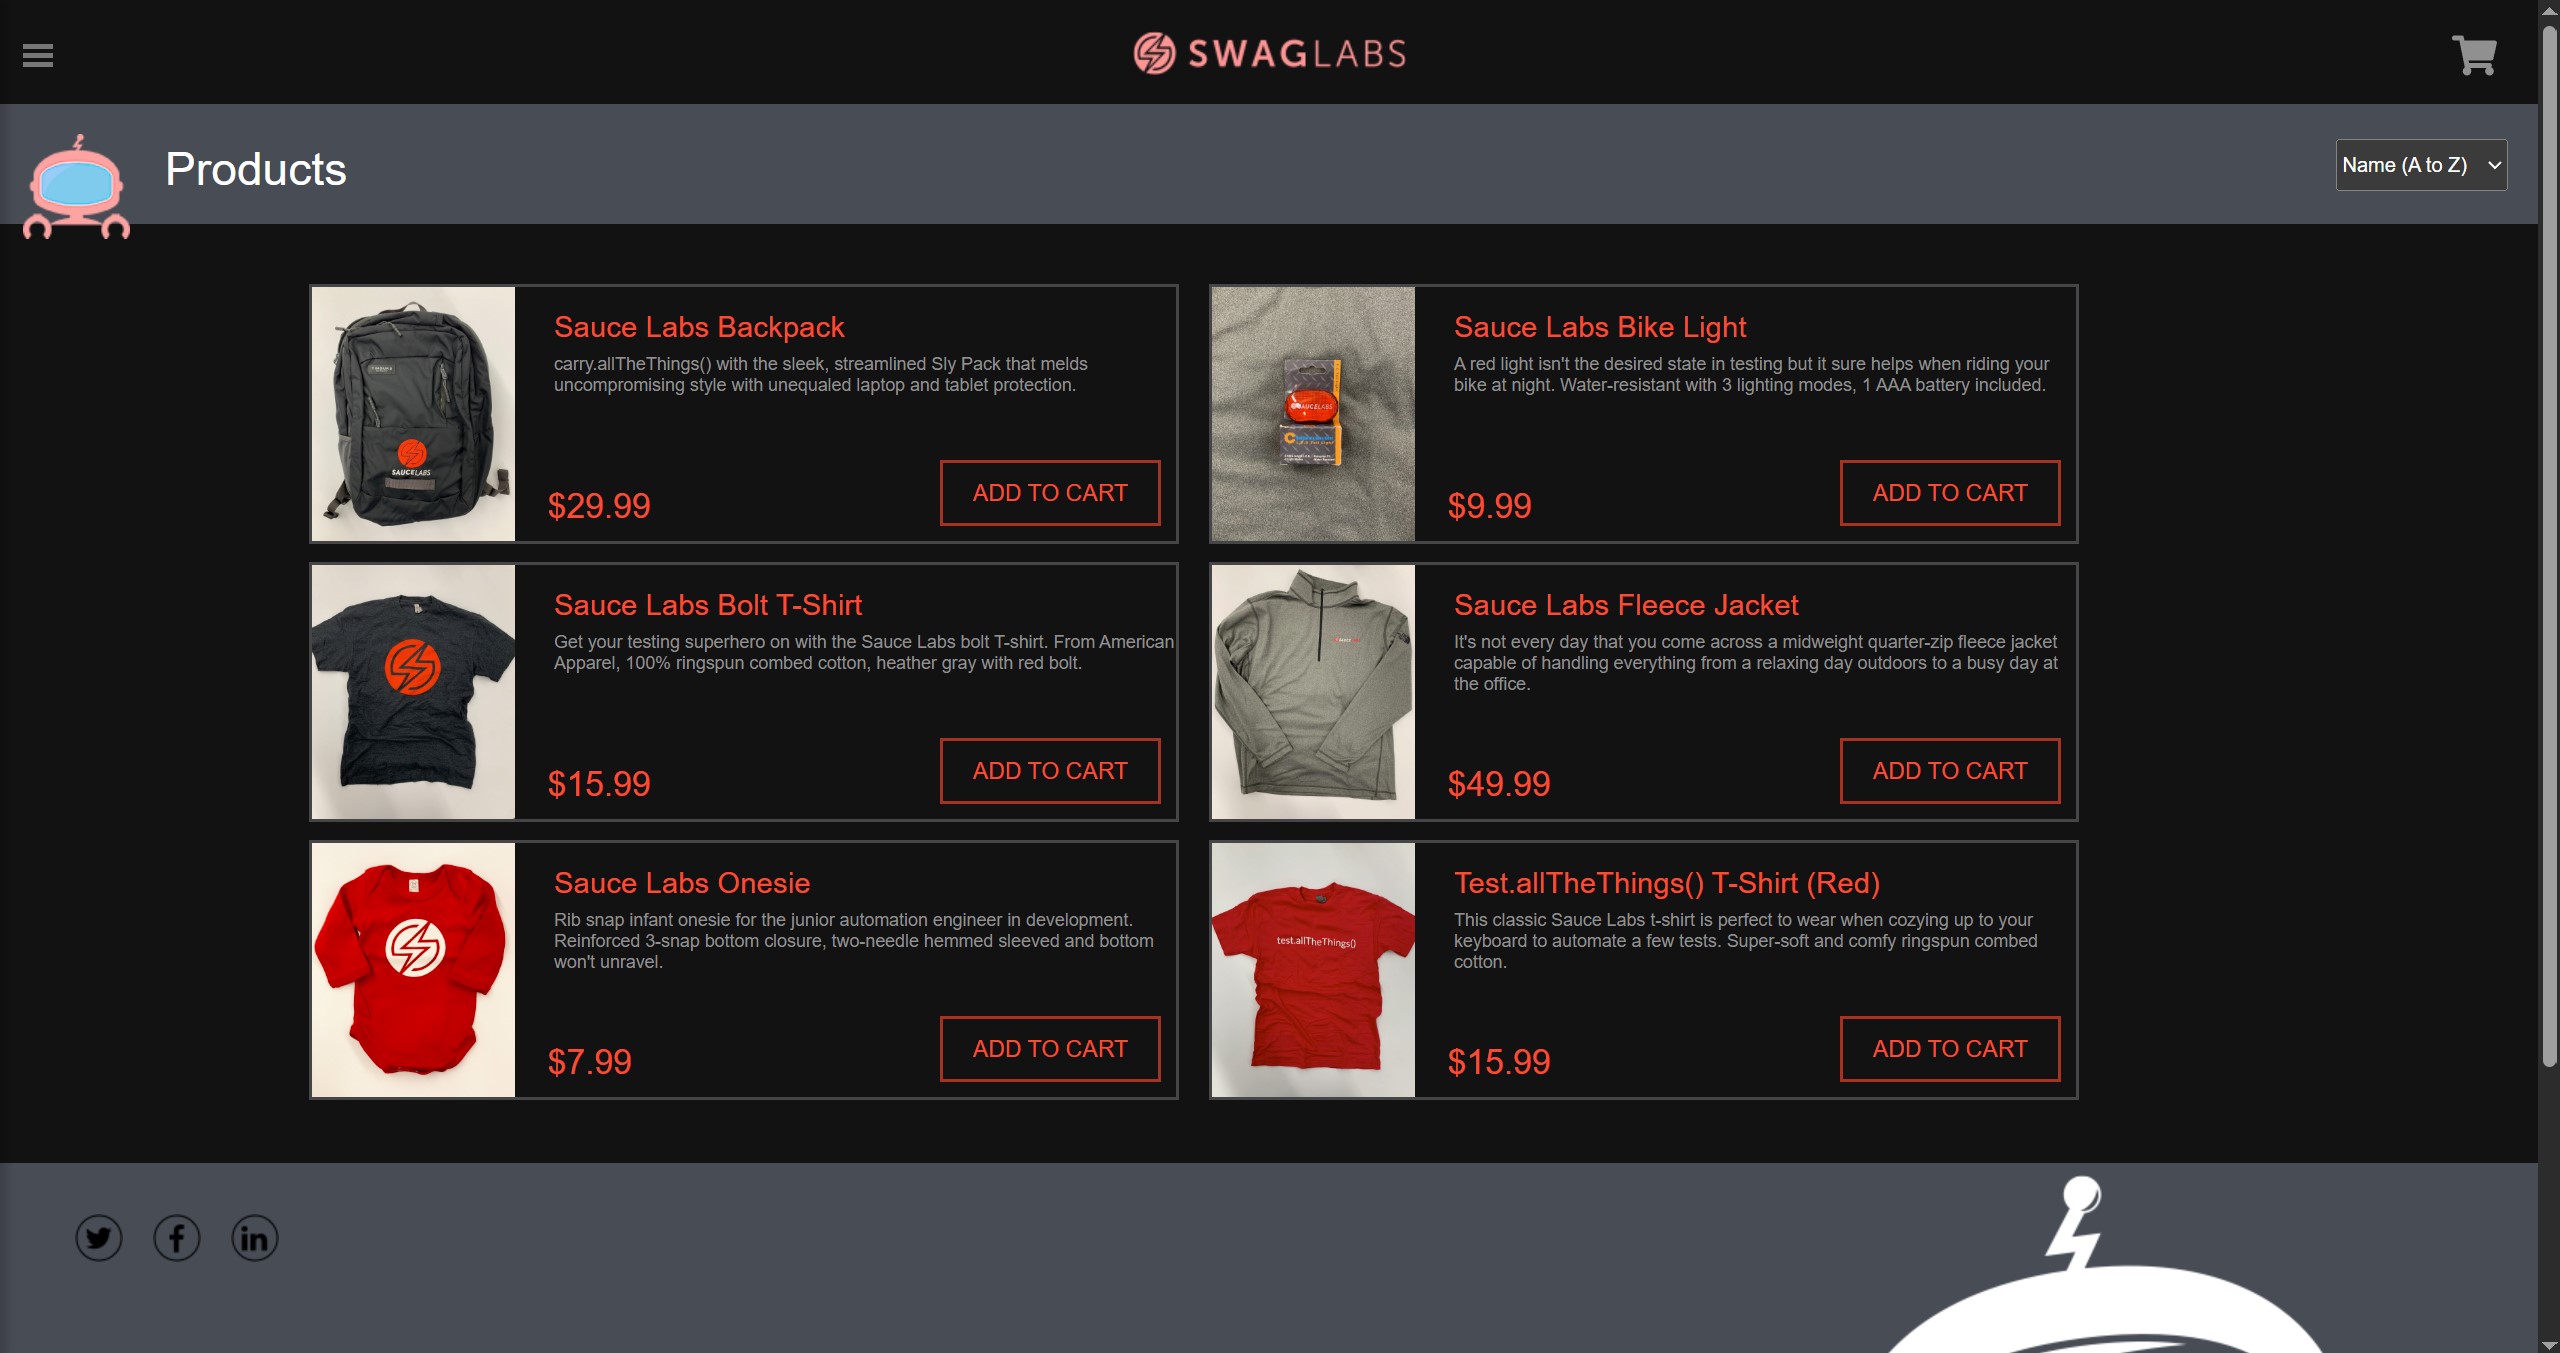 SWAGLABS
Products
Name (A to Z)
Sauce Labs Backpack
carry.allTheThings() with the sleek, streamlined Sly Pack that melds
uncompromising style with unequaled laptop and tablet protection.
$29.99
ADD TO CART
SAUCELABS
Sauce Labs Bike Light
A red light isn't the desired state in testing but it sure helps when riding your
bike at night. Water-resistant with 3 lighting modes, 1 AAA battery included.
$9.99
ADD TO CART
Sauce Labs Bolt T-Shirt
Get your testing superhero on with the Sauce Labs bolt T-shirt. From American
Apparel, 100% ringspun combed cotton, heather gray with red bolt.
$15.99
ADD TO CART
Sauce Labs Fleece Jacket
It's not every day that you come across a midweight quarter-zip fleece jacket
capable of handling everything from a relaxing day outdoors to a busy day at
the office.
$49.99
ADD TO CART
Sauce Labs Onesie
Rib snap infant onesie for the junior automation engineer in development.
Reinforced 3-snap bottom closure, two-needle hemmed sleeved and bottom
won't unravel.
$7.99
ADD TO CART
test.allTheThings()
Test.allTheThings() T-Shirt (Red)
This classic Sauce Labs t-shirt is perfect to wear when cozying up to your
keyboard to automate a few tests. Super-soft and comfy ringspun combed
cotton.
$15.99
ADD TO CART